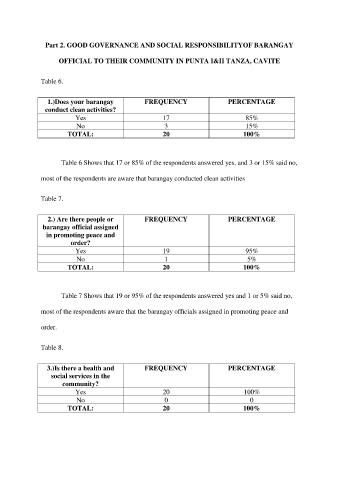 Part 2. GOOD GOVERNANCE AND SOCIAL RESPONSIBILITYOF BARANGAY
OFFICIAL TO THEIR COMMUNITY IN PUNTA I&II TANZA, CAVITE
Table 6.
1.)Does your barangay conduct clean activities? FREQUENCY PERCENTAGE
Yes 17 85%
No 3 15%
TOTAL: 20 100%
Table 6 Shows that 17 or 85% of the respondents answered yes, and 3 or 15% said no,
most of the respondents are aware that barangay conducted clean activities
Table 7.
2.) Are there people or barangay official assigned in promoting peace and order? FREQUENCY PERCENTAGE
Yes 19 95%
No 1 5%
TOTAL: 20 100%
Table 7 Shows that 19 or 95% of the respondents answered yes and 1 or 5% said no,
most of the respondents aware that the barangay officials assigned in promoting peace and
order.
Table 8.
3.)Is there a health and social services in the community? FREQUENCY PERCENTAGE
Yes 20 100%
No 0 0
TOTAL: 20 100%